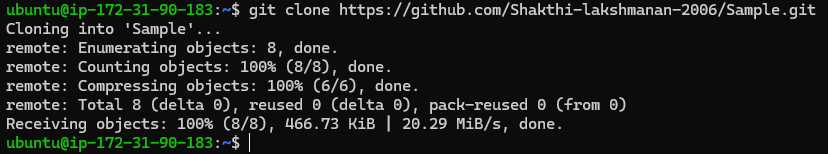 ubuntu@ip-172-31-90-183:~$ git clone https://github.com/Shakthi-lakshmanan-2006/Sample.git
Cloning into 'Sample'...
remote: Enumerating objects: 8, done.
remote: Counting objects: 100% (8/8), done.
remote: Compressing objects: 100% (6/6), done.
remote: Total 8 (delta 0), reused 0 (delta 0), pack-reused 0 (from 0)
Receiving objects: 100% (8/8), 466.73 KiB | 20.29 MiB/s, done.
ubuntu@ip-172-31-90-183:~$